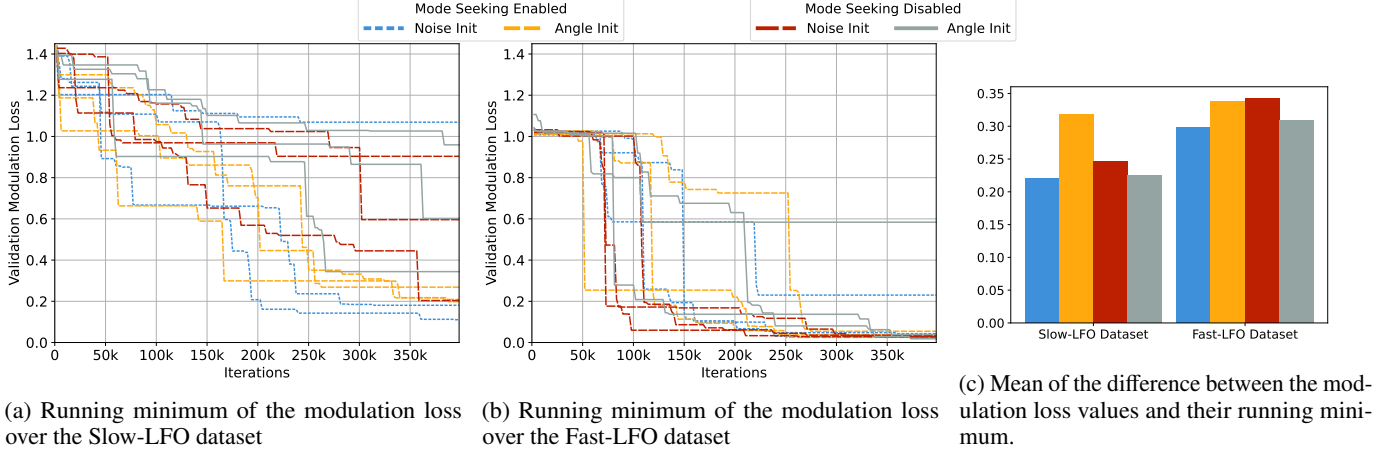 Mode Seeking Enabled
Noise Init
Angle Init
Mode Seeking Disabled
Noise Init
Angle Init
Validation Modulation Loss
1.4
1.2
1.0
0.8
0.6
0.4
0.2
0.0
0
50k
100k
150k
200k
250k
300k
350k
Iterations
Validation Modulation Loss
1.4
1.2
1.0
0.8
0.6
0.4
0.2
0.0
0
50k
100k
150k
200k
250k
300k
350k
Iterations
0.35
0.30
0.25
0.20
0.15
0.10
0.05
0.00
Slow-LFO Dataset
Fast-LFO Dataset
(a) Running minimum of the modulation loss
over the Slow-LFO dataset
(b) Running minimum of the modulation loss
over the Fast-LFO dataset
(c) Mean of the difference between the mod-
ulation loss values and their running mini-
mum.